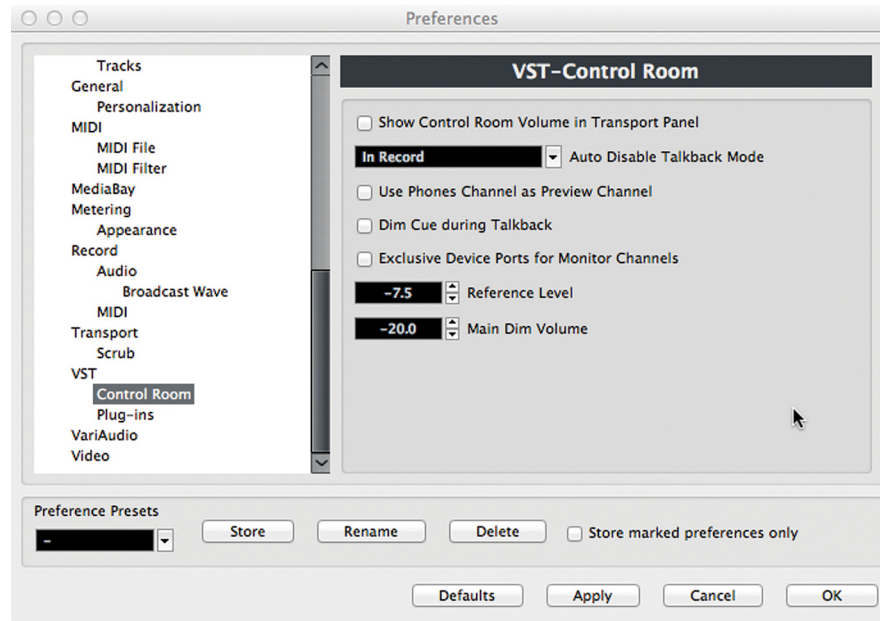 Preferences
Tracks
General
Personalization
MIDI
MIDI File
MIDI Filter
MediaBay
Metering
Appearance
Record
Audio
Broadcast Wave
MIDI
Transport
Scrub
VST
Control Room
Plug-ins
VariAudio
Video
VST-Control Room
Show Control Room Volume in Transport Panel
In Record Auto Disable Talkback Mode
Use Phones Channel as Preview Channel
Dim Cue during Talkback
Exclusive Device Ports for Monitor Channels
-7.5 Reference Level
-20.0 Main Dim Volume
Preference Presets
- Store Rename Delete Store marked preferences only
Defaults Apply Cancel OK